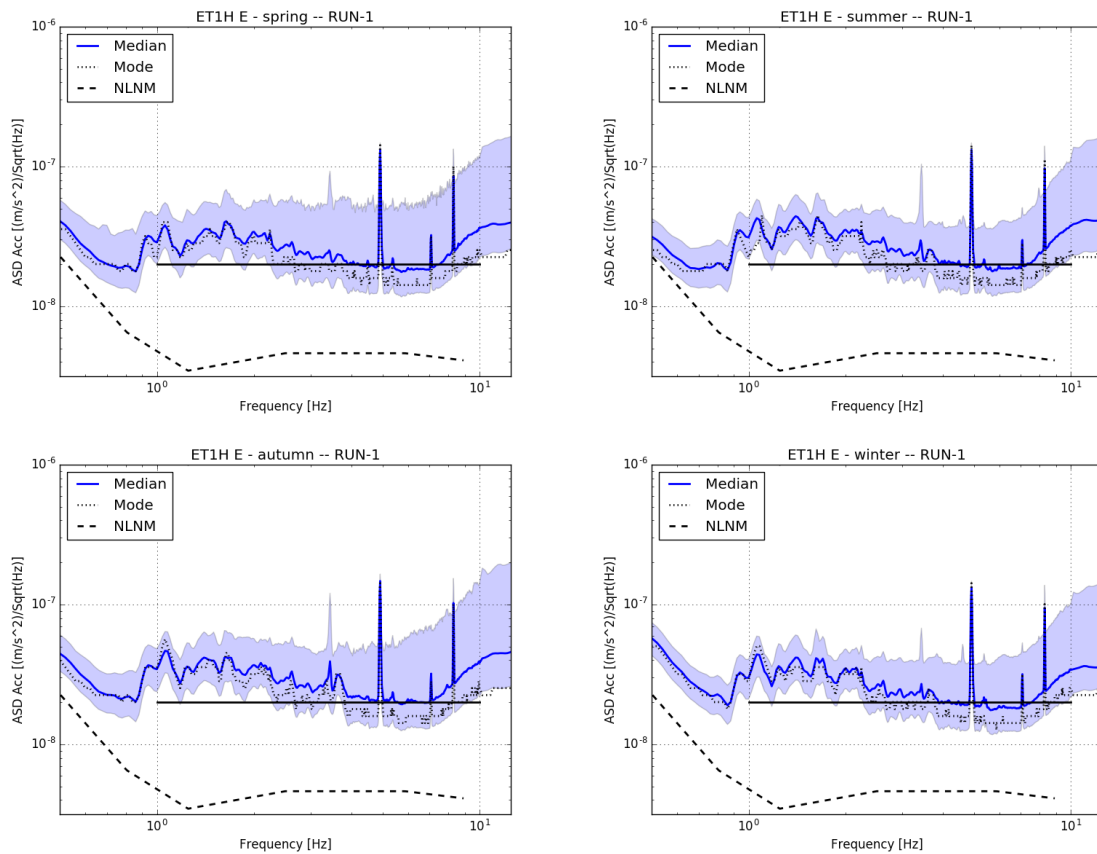 ET1H E - spring -- RUN-1
Median
Mode
NLNM
10^-6
10^-7
10^-8
ASD Acc [(m/s^2)/Sqrt(Hz)]
10^0
10^1
Frequency [Hz]
ET1H E - summer -- RUN-1
Median
Mode
NLNM
10^-6
10^-7
10^-8
ASD Acc [(m/s^2)/Sqrt(Hz)]
10^0
10^1
Frequency [Hz]
ET1H E - autumn -- RUN-1
Median
Mode
NLNM
10^-6
10^-7
10^-8
ASD Acc [(m/s^2)/Sqrt(Hz)]
10^0
10^1
Frequency [Hz]
ET1H E - winter -- RUN-1
Median
Mode
NLNM
10^-6
10^-7
10^-8
ASD Acc [(m/s^2)/Sqrt(Hz)]
10^0
10^1
Frequency [Hz]